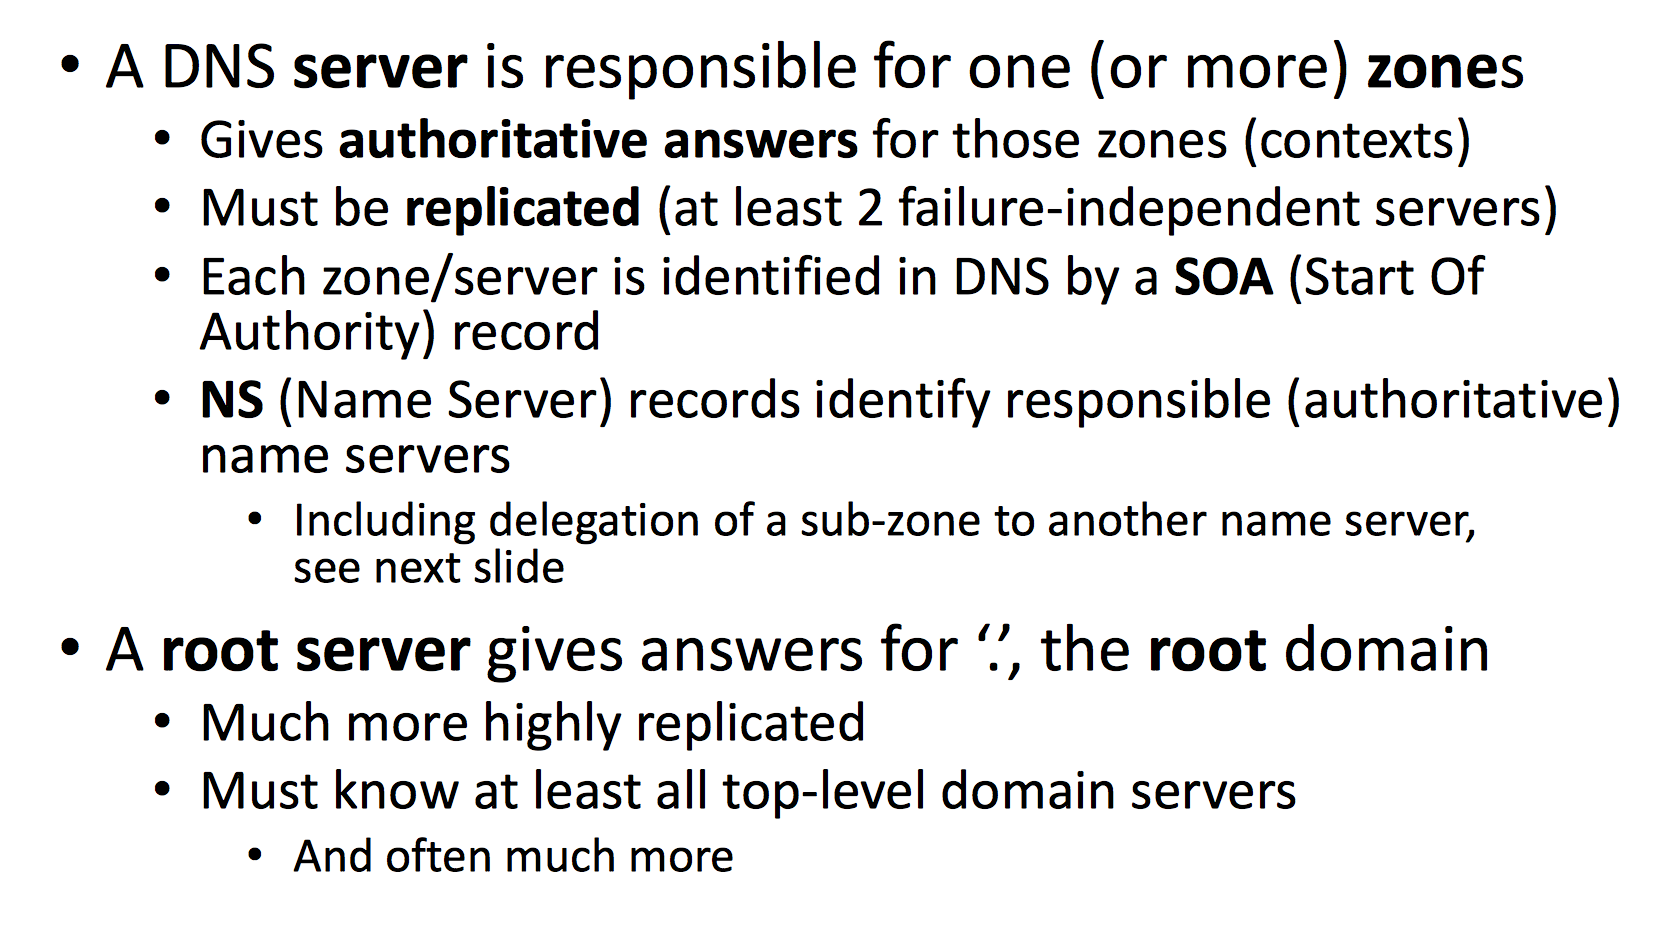 • A DNS server is responsible for one (or more) zones
• Gives authoritative answers for those zones (contexts)
• Must be replicated (at least 2 failure-independent servers)
• Each zone/server is identified in DNS by a SOA (Start Of
Authority) record
• NS (Name Server) records identify responsible (authoritative)
name servers
• Including delegation of a sub-zone to another name server,
see next slide
• A root server gives answers for ‘.’, the root domain
• Much more highly replicated
• Must know at least all top-level domain servers
• And often much more